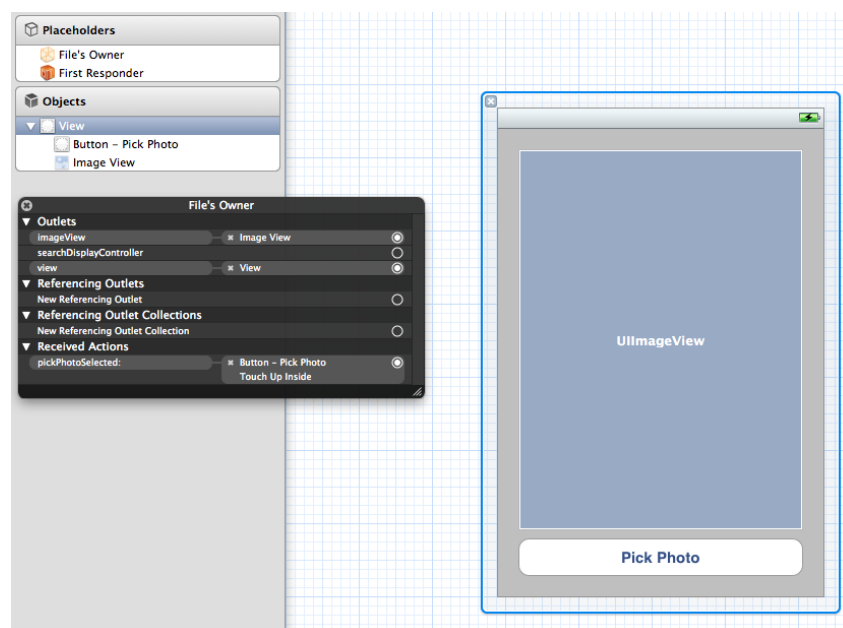 Placeholders
File's Owner
First Responder
Objects
View
Button – Pick Photo
Image View
File's Owner
Outlets
imageView Image View
searchDisplayController
view View
Referencing Outlets
New Referencing Outlet
Referencing Outlet Collections
New Referencing Outlet Collection
Received Actions
pickPhotoSelected: Button – Pick Photo
Touch Up Inside
UIImageView
Pick Photo